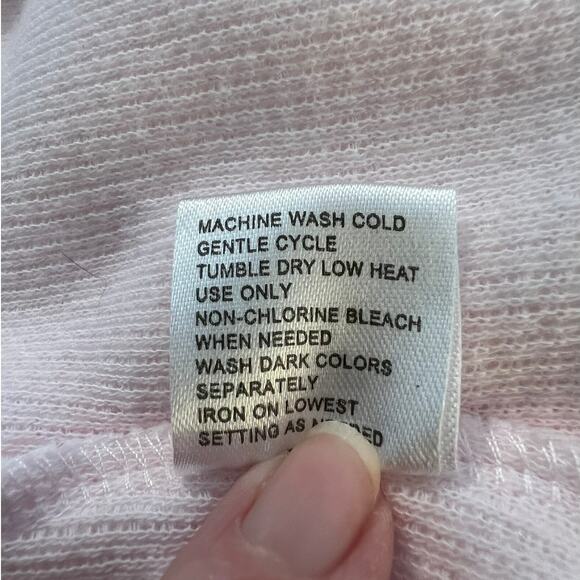 MACHINE WASH COLD
GENTLE CYCLE
TUMBLE DRY LOW HEAT
USE ONLY
NON-CHLORINE BLEACH
WHEN NEEDED
WASH DARK COLORS
SEPARATELY
IRON ON LOWEST
SETTING AS NEEDED